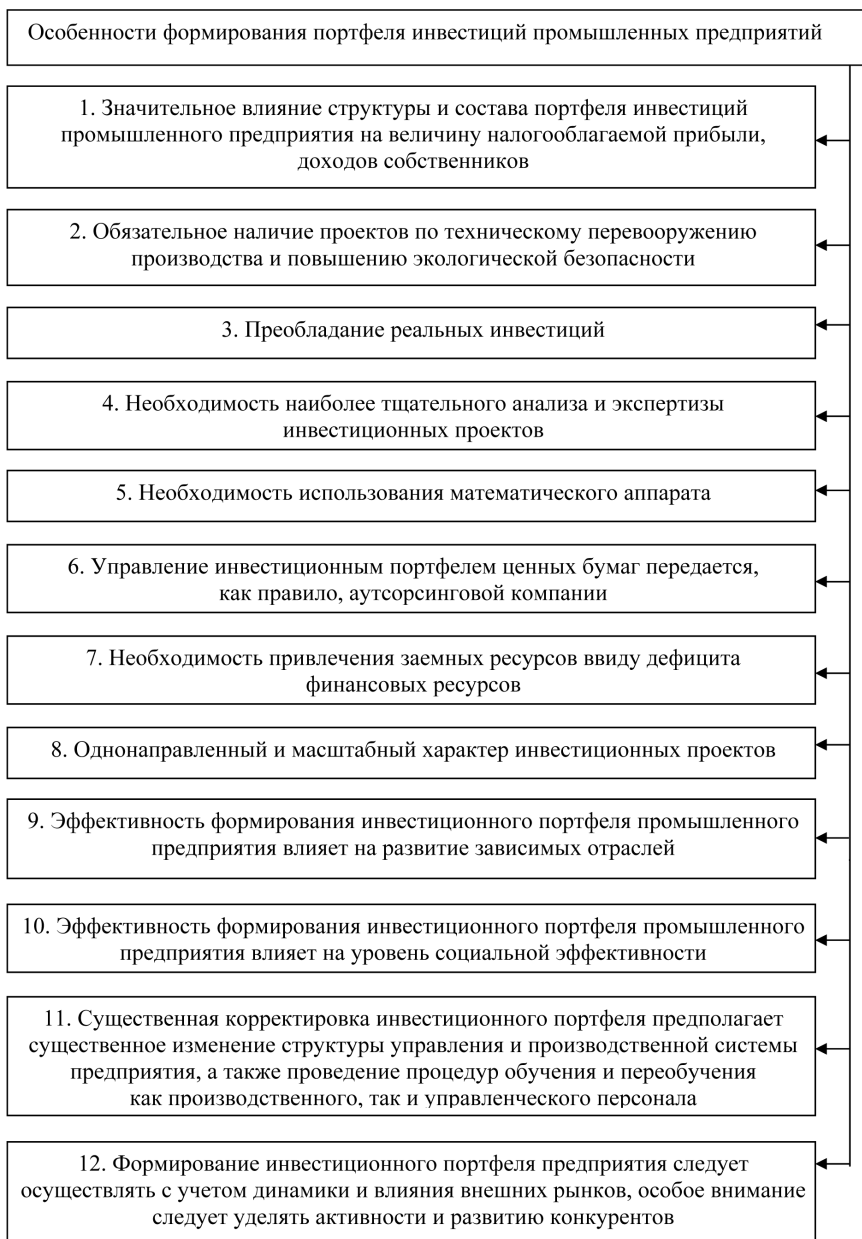 Особенности формирования портфеля инвестиций промышленных предприятий
1. Значительное влияние структуры и состава портфеля инвестиций
промышленного предприятия на величину налогооблагаемой прибыли,
доходов собственников
2. Обязательное наличие проектов по техническому перевооружению
производства и повышению экологической безопасности
3. Преобладание реальных инвестиций
4. Необходимость наиболее тщательного анализа и экспертизы
инвестиционных проектов
5. Необходимость использования математического аппарата
6. Управление инвестиционным портфелем ценных бумаг передается,
как правило, аутсорсинговой компании
7. Необходимость привлечения заемных ресурсов ввиду дефицита
финансовых ресурсов
8. Однонаправленный и масштабный характер инвестиционных проектов
9. Эффективность формирования инвестиционного портфеля промышленного
предприятия влияет на развитие зависимых отраслей
10. Эффективность формирования инвестиционного портфеля промышленного
предприятия влияет на уровень социальной эффективности
11. Существенная корректировка инвестиционного портфеля предполагает
существенное изменение структуры управления и производственной системы
предприятия, а также проведение процедур обучения и переобучения
как производственного, так и управленческого персонала
12. Формирование инвестиционного портфеля предприятия следует
осуществлять с учетом динамики и влияния внешних рынков, особое внимание
следует уделять активности и развитию конкурентов